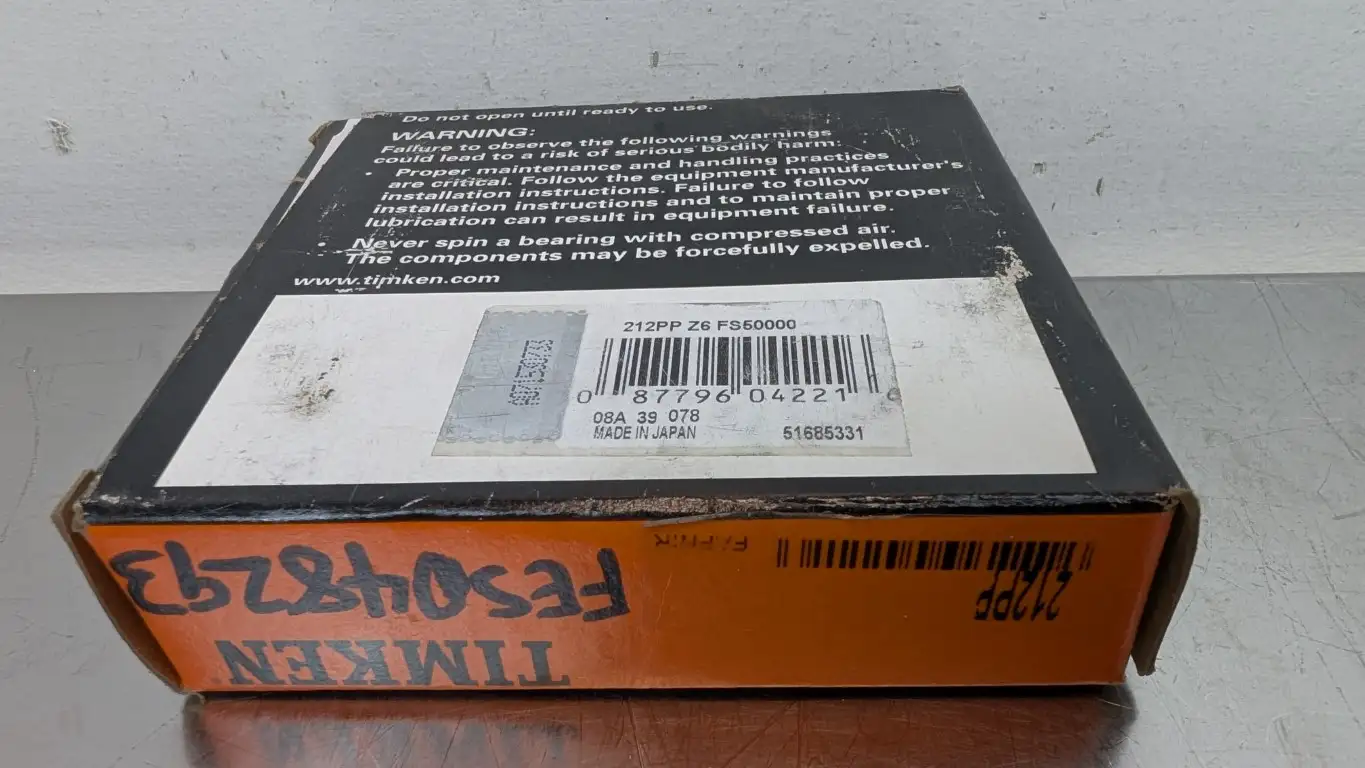 Do not open until ready to use.
WARNING:
Failure to observe the following warnings
could lead to a risk of serious bodily harm:
• Proper maintenance and handling practices
are critical. Follow the equipment manufacturer's
installation instructions. Failure to follow
installation instructions and to maintain proper
lubrication can result in equipment failure.
• Never spin a bearing with compressed air.
The components may be forcefully expelled.
www.timken.com
212PP Z6 FS50000
0 87796 04221 6
08A 39 078
MADE IN JAPAN 51685331
212PP
FAFNIR
FES048293
TIMKEN